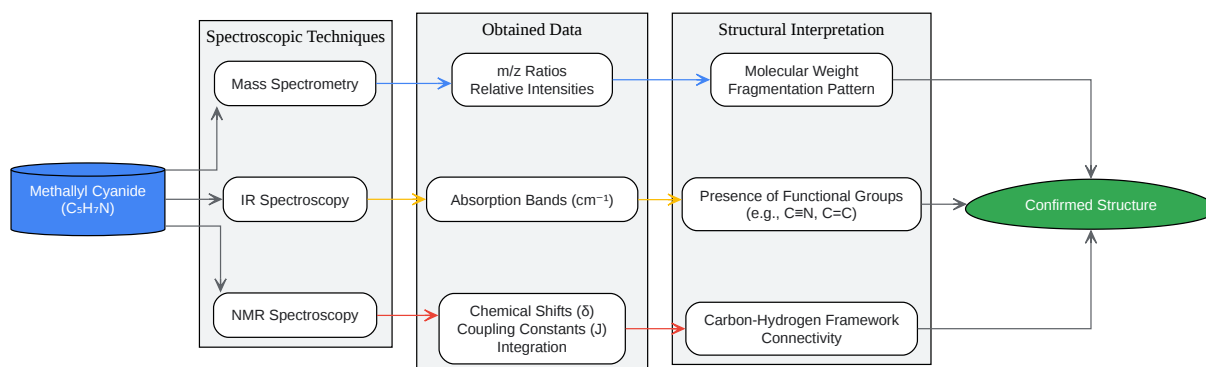 Spectroscopic Techniques
Obtained Data
Structural Interpretation
Mass Spectrometry
m/z Ratios
Relative Intensities
Molecular Weight
Fragmentation Pattern
Methallyl Cyanide
(C₅H₇N)
IR Spectroscopy
Absorption Bands (cm⁻¹)
Presence of Functional Groups
(e.g., C≡N, C=C)
Confirmed Structure
NMR Spectroscopy
Chemical Shifts (δ)
Coupling Constants (J)
Integration
Carbon-Hydrogen Framework
Connectivity